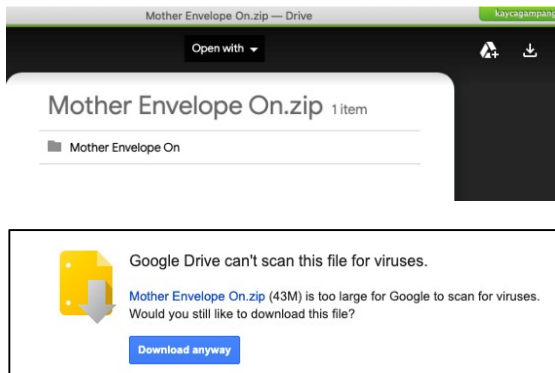 Mother Envelope On.zip — Drive
kaycagampang
Open with
Mother Envelope On.zip 1 item
Mother Envelope On
Google Drive can't scan this file for viruses.
Mother Envelope On.zip (43M) is too large for Google to scan for viruses.
Would you still like to download this file?
Download anyway